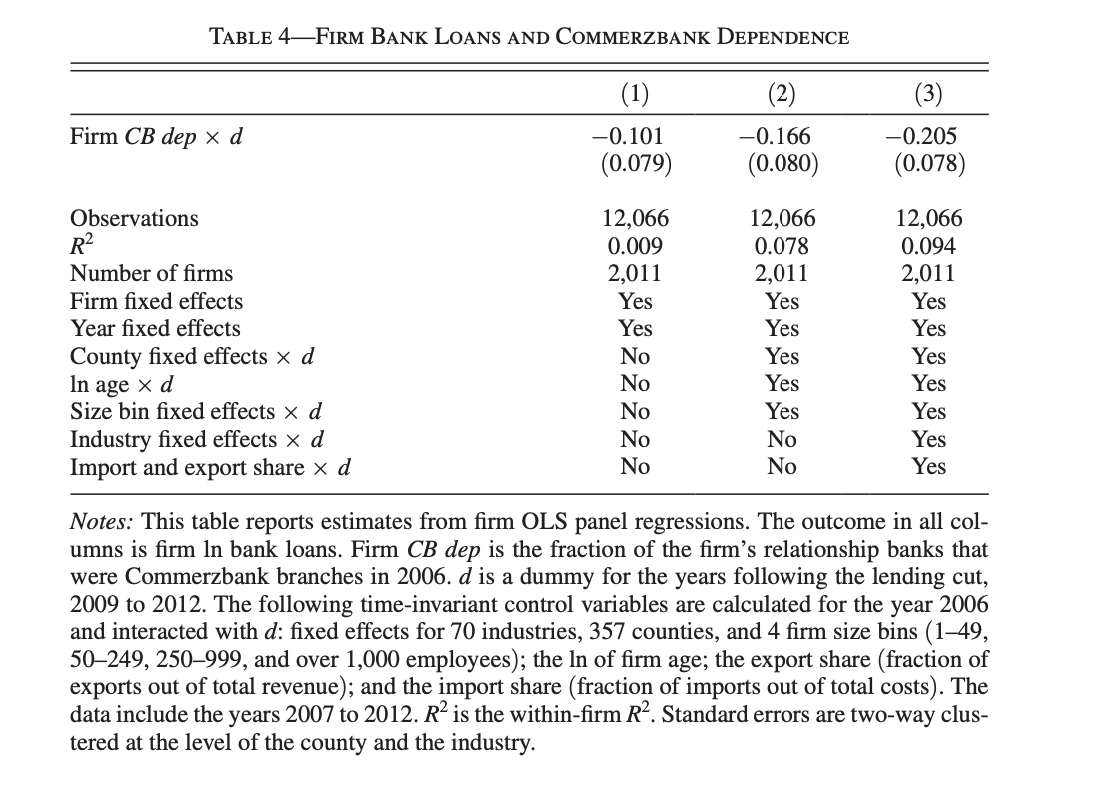 TABLE 4—FIRM BANK LOANS AND COMMERZBANK DEPENDENCE
(1) (2) (3)
Firm CB dep × d −0.101 −0.166 −0.205
(0.079) (0.080) (0.078)
Observations 12,066 12,066 12,066
R² 0.009 0.078 0.094
Number of firms 2,011 2,011 2,011
Firm fixed effects Yes Yes Yes
Year fixed effects Yes Yes Yes
County fixed effects × d No Yes Yes
ln age × d No Yes Yes
Size bin fixed effects × d No Yes Yes
Industry fixed effects × d No No Yes
Import and export share × d No No Yes
Notes: This table reports estimates from firm OLS panel regressions. The outcome in all col-
umns is firm ln bank loans. Firm CB dep is the fraction of the firm’s relationship banks that
were Commerzbank branches in 2006. d is a dummy for the years following the lending cut,
2009 to 2012. The following time-invariant control variables are calculated for the year 2006
and interacted with d: fixed effects for 70 industries, 357 counties, and 4 firm size bins (1–49,
50–249, 250–999, and over 1,000 employees); the ln of firm age; the export share (fraction of
exports out of total revenue); and the import share (fraction of imports out of total costs). The
data include the years 2007 to 2012. R² is the within-firm R². Standard errors are two-way clus-
tered at the level of the county and the industry.